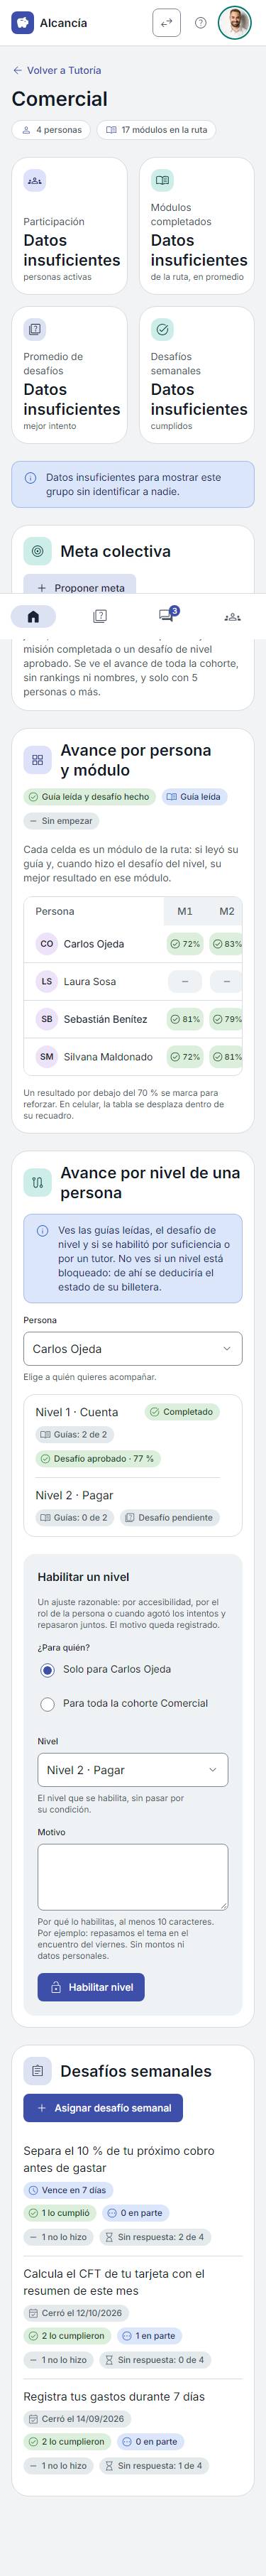 Alcancía
Volver a Tutoría
Comercial
4 personas
17 módulos en la ruta
Participación
Datos
insuficientes
personas activas
Módulos
completados
Datos
insuficientes
de la ruta, en promedio
Promedio de
desafíos
Datos
insuficientes
mejor intento
Desafíos
semanales
Datos
insuficientes
cumplidos
Datos insuficientes para mostrar este
grupo sin identificar a nadie.
Meta colectiva
Proponer meta
3
misión completada o un desafío de nivel
aprobado. Se ve el avance de toda la cohorte,
sin rankings ni nombres, y solo con 5
personas o más.
Avance por persona
y módulo
Guía leída y desafío hecho
Guía leída
Sin empezar
Cada celda es un módulo de la ruta: si leyó su
guía y, cuando hizo el desafío del nivel, su
mejor resultado en ese módulo.
Persona M1 M2
CO Carlos Ojeda 72% 83%
LS Laura Sosa – –
SB Sebastián Benítez 81% 79%
SM Silvana Maldonado 72% 81%
Un resultado por debajo del 70 % se marca para
reforzar. En celular, la tabla se desplaza dentro de
su recuadro.
Avance por nivel de una
persona
Ves las guías leídas, el desafío de
nivel y si se habilitó por suficiencia o
por un tutor. No ves si un nivel está
bloqueado: de ahí se deduciría el
estado de su billetera.
Persona
Carlos Ojeda
Elige a quién quieres acompañar.
Nivel 1 · Cuenta
Completado
Guías: 2 de 2
Desafío aprobado · 77 %
Nivel 2 · Pagar
Guías: 0 de 2
Desafío pendiente
Habilitar un nivel
Un ajuste razonable: por accesibilidad, por el
rol de la persona o cuando agotó los intentos y
repasaron juntos. El motivo queda registrado.
¿Para quién?
Solo para Carlos Ojeda
Para toda la cohorte Comercial
Nivel
Nivel 2 · Pagar
El nivel que se habilita, sin pasar por
su condición.
Motivo
Por qué lo habilitas, al menos 10 caracteres.
Por ejemplo: repasamos el tema en el
encuentro del viernes. Sin montos ni
datos personales.
Habilitar nivel
Desafíos semanales
Asignar desafío semanal
Separa el 10 % de tu próximo cobro
antes de gastar
Vence en 7 días
1 lo cumplió
0 en parte
1 no lo hizo
Sin respuesta: 2 de 4
Calcula el CFT de tu tarjeta con el
resumen de este mes
Cerró el 12/10/2026
2 lo cumplieron
1 en parte
1 no lo hizo
Sin respuesta: 0 de 4
Registra tus gastos durante 7 días
Cerró el 14/09/2026
2 lo cumplieron
0 en parte
1 no lo hizo
Sin respuesta: 1 de 4